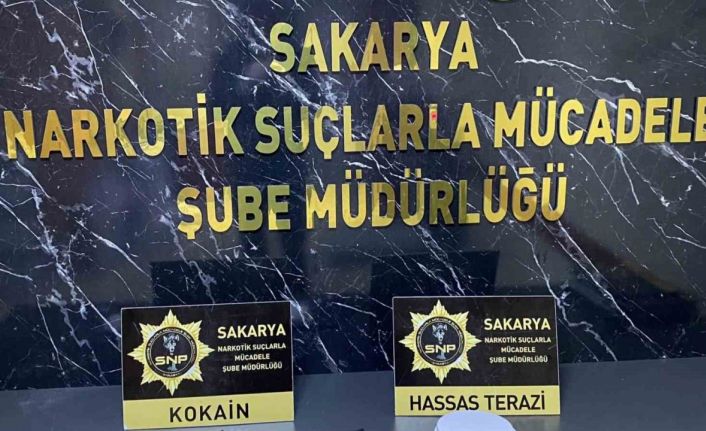 SAKARYA
NARKOTİK SUÇLARLA MÜCADELE
ŞUBE MÜDÜRLÜĞÜ
SNP
SAKARYA
NARKOTİK SUÇLARLA
MÜCADELE
ŞUBE MÜDÜRLÜĞÜ
KOKAİN
SNP
SAKARYA
NARKOTİK SUÇLARLA
MÜCADELE
ŞUBE MÜDÜRLÜĞÜ
HASSAS TERAZİ